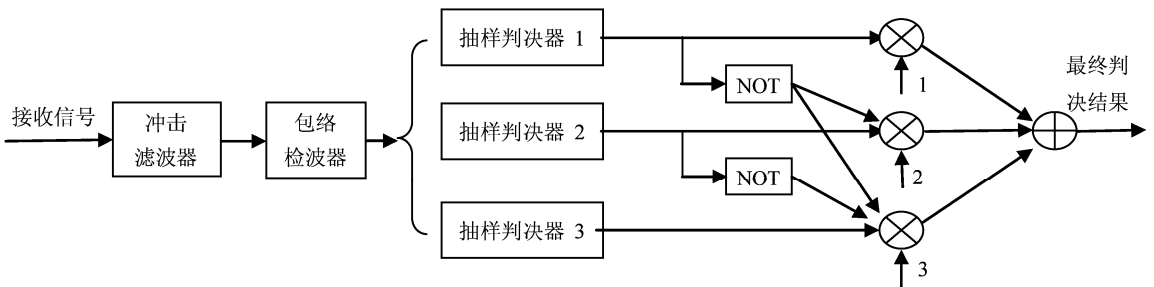 接收信号
冲击
滤波器
包络
检波器
抽样判决器 1
NOT
抽样判决器 2
NOT
抽样判决器 3
1
2
3
最终判
决结果